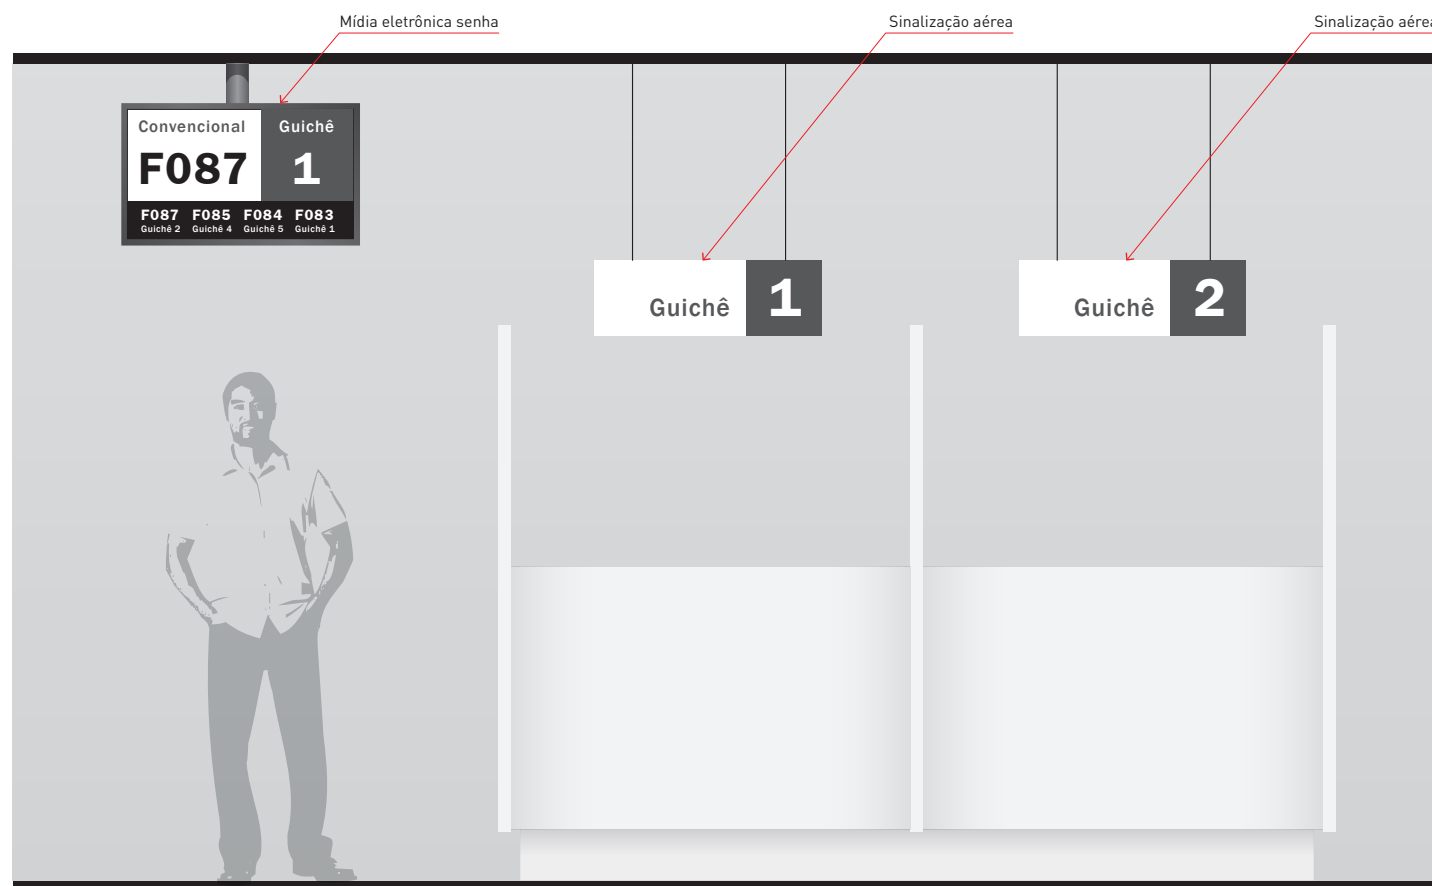 Mídia eletrônica senha
Sinalização aérea
Sinalização aérea
Convencional Guichê
F087 1
F087 F085 F084 F083
Guichê 2 Guichê 4 Guichê 5 Guichê 1
Guichê 1
Guichê 2